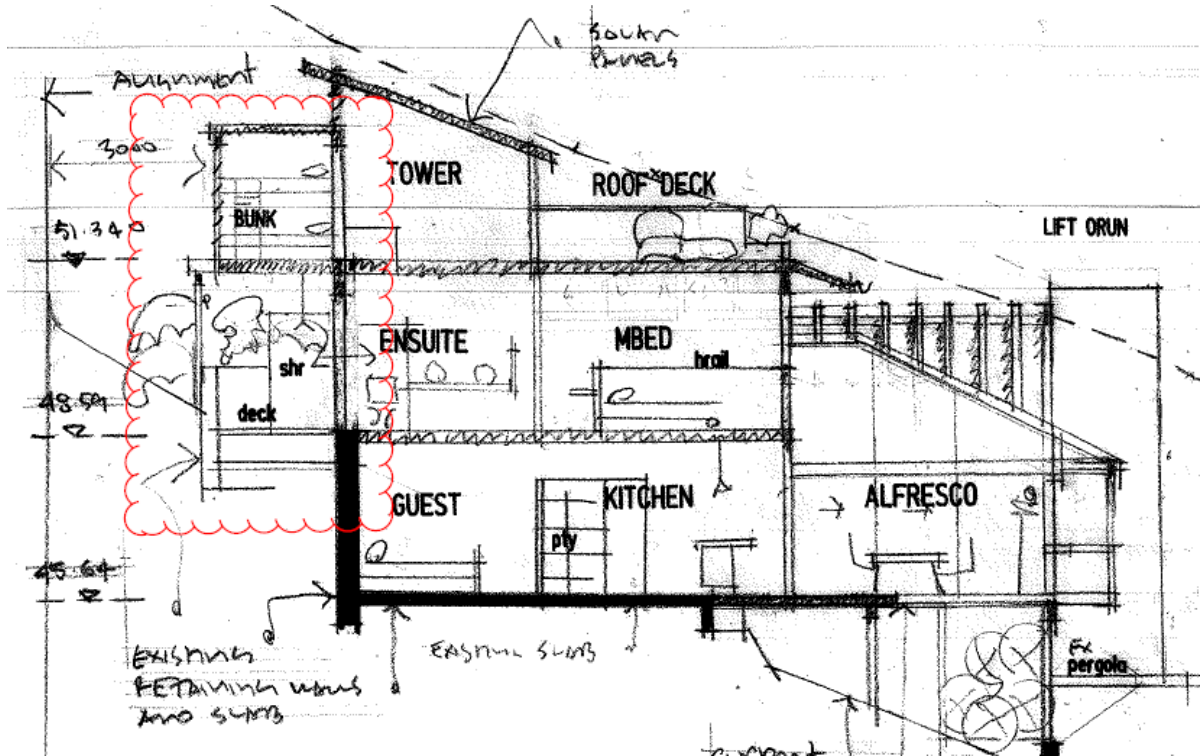 SOLAR
PANELS
ALIGNMENT
3000
TOWER
ROOF DECK
BUNK
LIFT ORUN
51.340
ENSUITE
MBED
hrail
shr
48.59
deck
GUEST
KITCHEN
ALFRESCO
pty
45.64
EXISTING
RETAINING WALLS
AND SLAB
EXISTING SLAB
EX
pergola